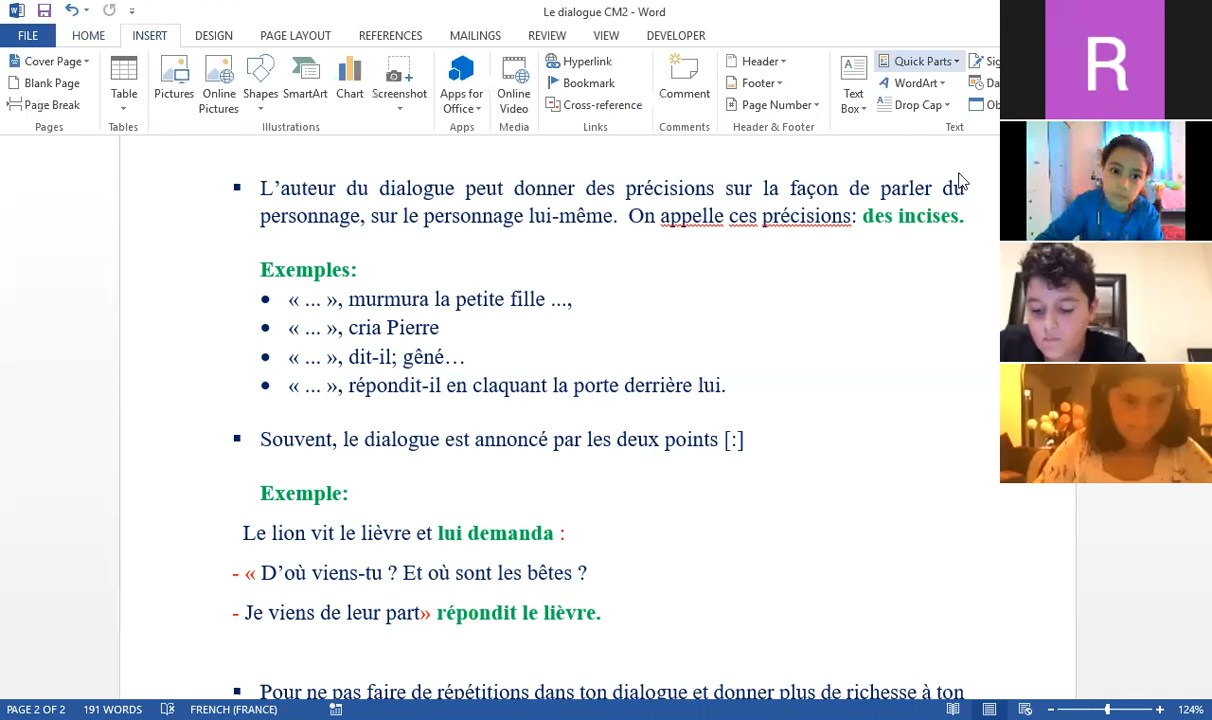 Le dialogue CM2 - Word
FILE HOME INSERT DESIGN PAGE LAYOUT REFERENCES MAILINGS REVIEW VIEW DEVELOPER
Cover Page
Blank Page
Page Break
Pages
Table
Tables
Pictures
Online Pictures
Shapes
SmartArt
Chart
Screenshot
Illustrations
Apps for Office
Apps
Online Video
Media
Hyperlink
Bookmark
Cross-reference
Links
Comment
Comments
Header
Footer
Page Number
Header & Footer
Text Box
Quick Parts
WordArt
Drop Cap
Text
R
L'auteur du dialogue peut donner des précisions sur la façon de parler du
personnage, sur le personnage lui-même. On appelle ces précisions: des incises.
Exemples:
« ... », murmura la petite fille ...,
« ... », cria Pierre
« ... », dit-il; gêné…
« ... », répondit-il en claquant la porte derrière lui.
Souvent, le dialogue est annoncé par les deux points [:]
Exemple:
Le lion vit le lièvre et lui demanda :
- « D'où viens-tu ? Et où sont les bêtes ?
- Je viens de leur part» répondit le lièvre.
Pour ne pas faire de répétitions dans ton dialogue et donner plus de richesse à ton
PAGE 2 OF 2 191 WORDS FRENCH (FRANCE) 124%